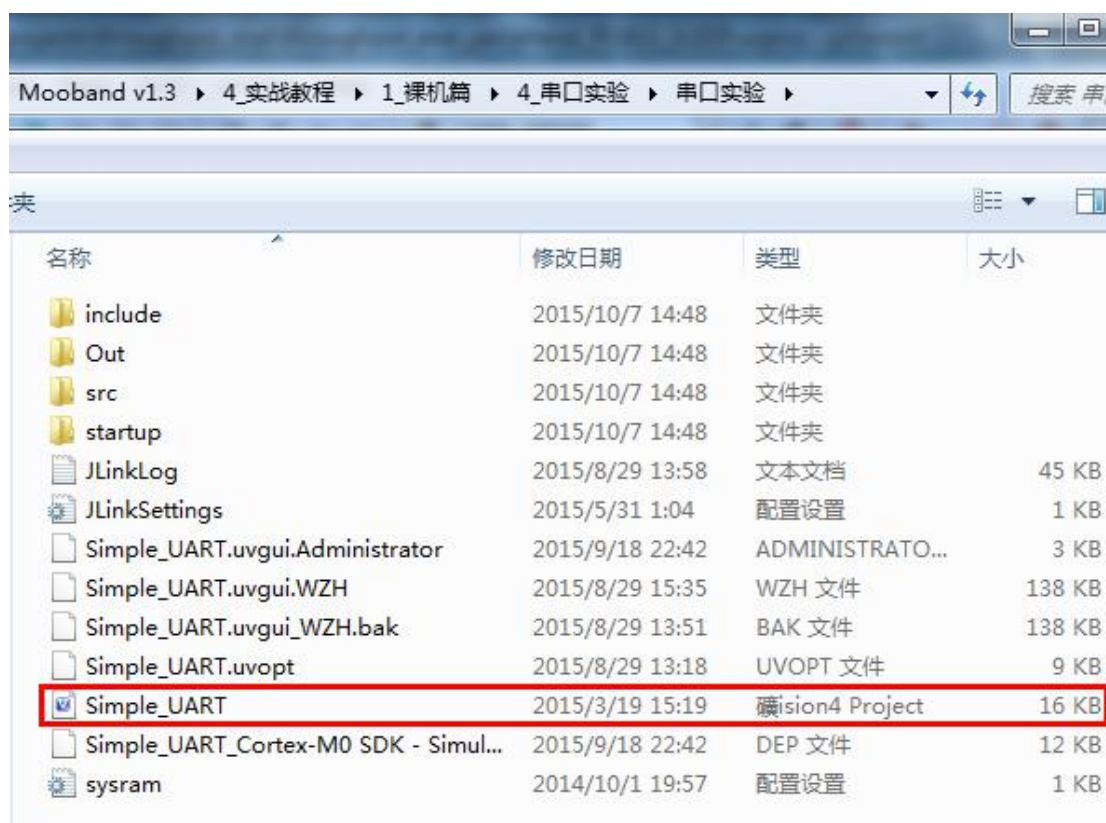 Mooband v1.3 ▸ 4_实战教程 ▸ 1_裸机篇 ▸ 4_串口实验 ▸ 串口实验 ▸ 搜索 串
夹
名称 修改日期 类型 大小
include 2015/10/7 14:48 文件夹
Out 2015/10/7 14:48 文件夹
src 2015/10/7 14:48 文件夹
startup 2015/10/7 14:48 文件夹
JLinkLog 2015/8/29 13:58 文本文档 45 KB
JLinkSettings 2015/5/31 1:04 配置设置 1 KB
Simple_UART.uvgui.Administrator 2015/9/18 22:42 ADMINISTRATO... 3 KB
Simple_UART.uvgui.WZH 2015/8/29 15:35 WZH 文件 138 KB
Simple_UART.uvgui_WZH.bak 2015/8/29 13:51 BAK 文件 138 KB
Simple_UART.uvopt 2015/8/29 13:18 UVOPT 文件 9 KB
Simple_UART 2015/3/19 15:19 礦ision4 Project 16 KB
Simple_UART_Cortex-M0 SDK - Simul... 2015/9/18 22:42 DEP 文件 12 KB
sysram 2014/10/1 19:57 配置设置 1 KB